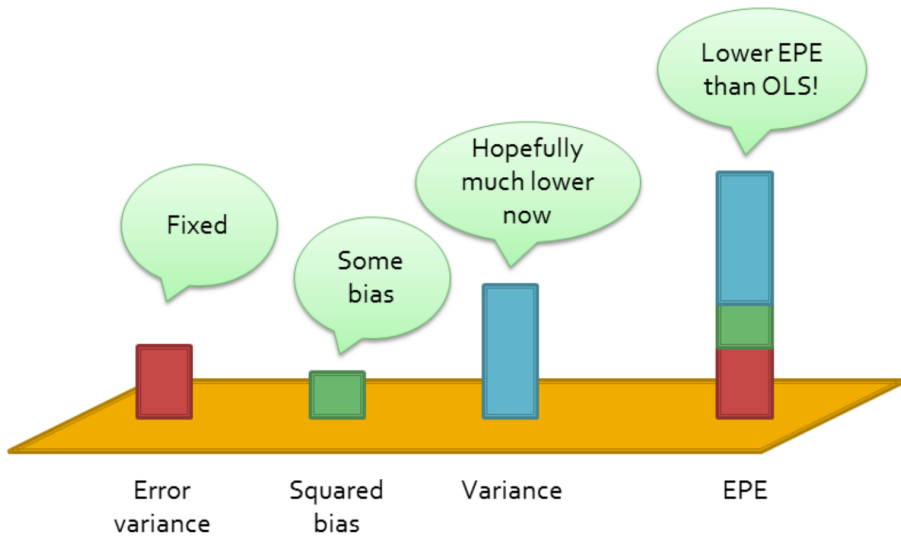 Lower EPE
than OLS!
Hopefully
much lower
now
Fixed
Some
bias
Error
variance
Squared
bias
Variance
EPE